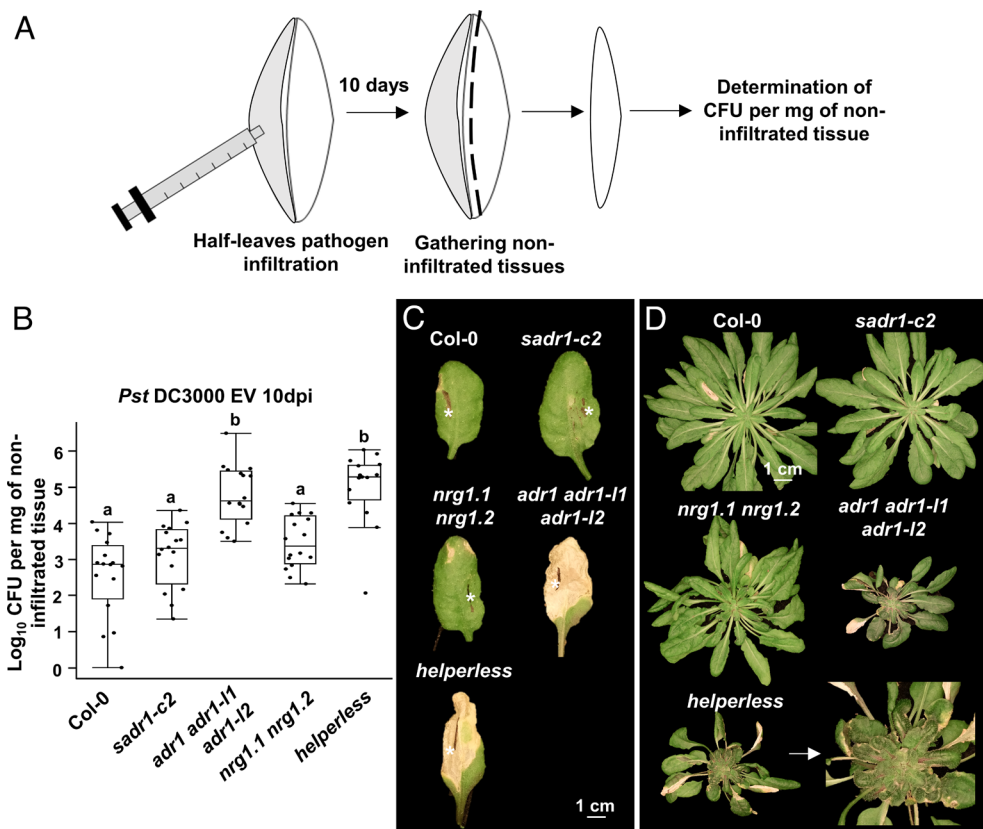 A
10 days
Determination of
CFU per mg of non-
infiltrated tissue
Half-leaves pathogen
infiltration
Gathering non-
infiltrated tissues
B
Pst DC3000 EV 10dpi
Log10 CFU per mg of non-
infiltrated tissue
6
5
4
3
2
1
0
a
a
b
a
b
Col-0
sadr1-c2
adr1 adr1-l1
adr1-l2
nrg1.1 nrg1.2
helperless
C
Col-0
sadr1-c2
*
*
nrg1.1
nrg1.2
adr1 adr1-l1
adr1-l2
*
*
helperless
*
1 cm
D
Col-0
sadr1-c2
1 cm
nrg1.1 nrg1.2
adr1 adr1-l1
adr1-l2
helperless